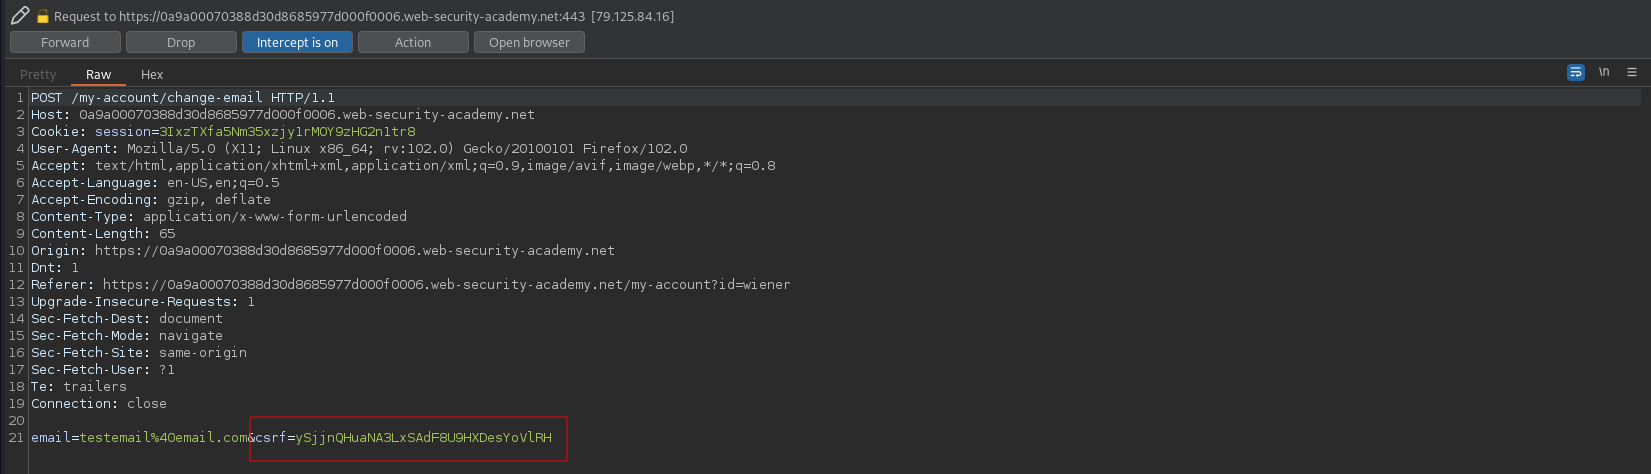 Request to https://0a9a00070388d30d8685977d000f0006.web-security-academy.net:443 [79.125.84.16]
Forward Drop Intercept is on Action Open browser
Pretty Raw Hex \n
1 POST /my-account/change-email HTTP/1.1
2 Host: 0a9a00070388d30d8685977d000f0006.web-security-academy.net
3 Cookie: session=3IxzTXfa5Nm35xzjy1rMOY9zHG2n1tr8
4 User-Agent: Mozilla/5.0 (X11; Linux x86_64; rv:102.0) Gecko/20100101 Firefox/102.0
5 Accept: text/html,application/xhtml+xml,application/xml;q=0.9,image/avif,image/webp,*/*;q=0.8
6 Accept-Language: en-US,en;q=0.5
7 Accept-Encoding: gzip, deflate
8 Content-Type: application/x-www-form-urlencoded
9 Content-Length: 65
10 Origin: https://0a9a00070388d30d8685977d000f0006.web-security-academy.net
11 Dnt: 1
12 Referer: https://0a9a00070388d30d8685977d000f0006.web-security-academy.net/my-account?id=wiener
13 Upgrade-Insecure-Requests: 1
14 Sec-Fetch-Dest: document
15 Sec-Fetch-Mode: navigate
16 Sec-Fetch-Site: same-origin
17 Sec-Fetch-User: ?1
18 Te: trailers
19 Connection: close
20
21 email=testemail%40email.com&csrf=ySjjnQHuaNA3LxSAdF8U9HXDesYoVlRH